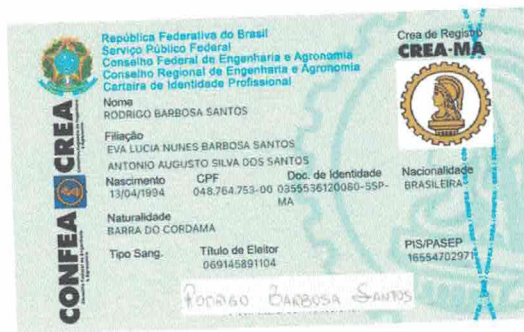 República Federativa do Brasil
Serviço Público Federal
Conselho Federal de Engenharia e Agronomia
Conselho Regional de Engenharia e Agronomia
Carteira de Identidade Profissional
Crea de Registro
CREA-MA
Nome
RODRIGO BARBOSA SANTOS
Filiação
EVA LUCIA NUNES BARBOSA SANTOS
ANTONIO AUGUSTO SILVA DOS SANTOS
Nascimento CPF Doc. de Identidade Nacionalidade
13/04/1994 048.764.753-00 0355536120080-SSP-MA BRASILEIRA
Naturalidade
BARRA DO CORDAMA
Tipo Sang. Título de Eleitor PIS/PASEP
069145891104 16554702971
RODRIGO BARBOSA SANTOS
CONFEA CREA